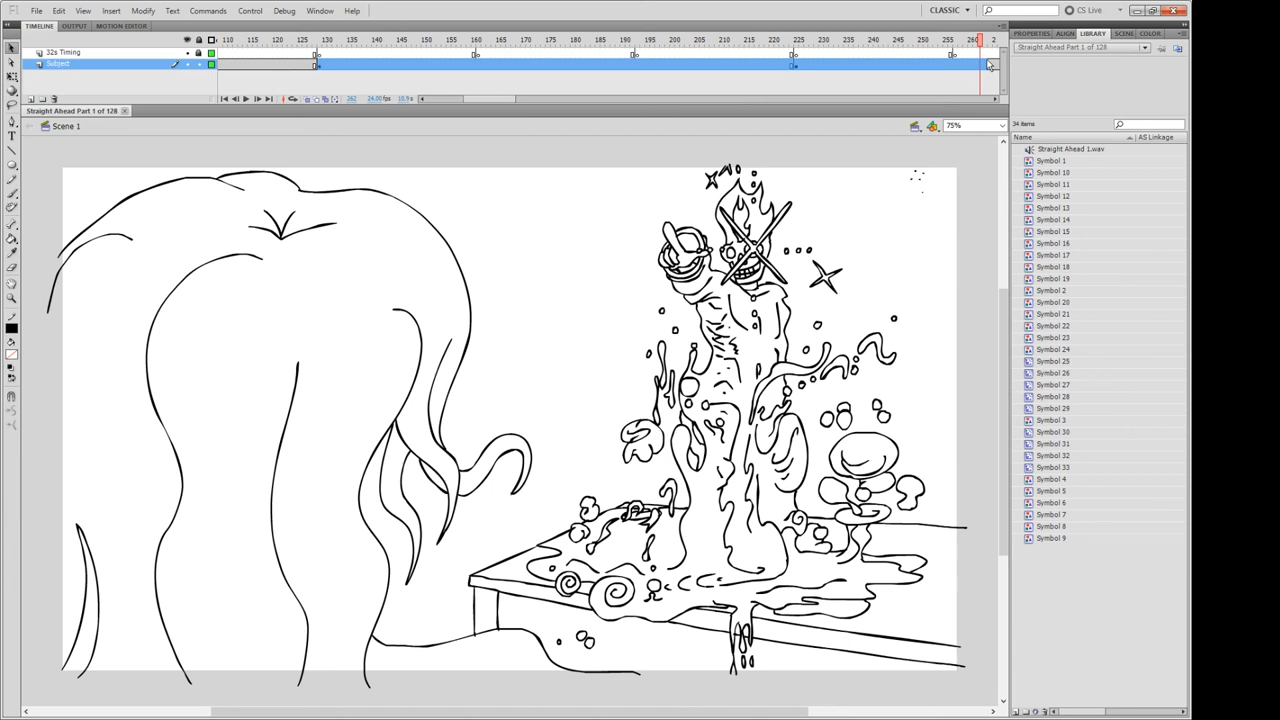 File Edit View Insert Modify Text Commands Control Debug Window Help
CLASSIC
CS Live
TIMELINE OUTPUT MOTION EDITOR
110 115 120 125 130 135 140 145 150 155 160 165 170 175 180 185 190 195 200 205 210 215 220 225 230 235 240 245 250 255 260
32s Timing
Subject
262 24.00fps 10.9s
Straight Ahead Part 1 of 128
Scene 1
75%
PROPERTIES ALIGN LIBRARY SCENE COLOR
Straight Ahead Part 1 of 128
34 items
Name AS Linkage
Straight Ahead 1.wav
Symbol 1
Symbol 10
Symbol 11
Symbol 12
Symbol 13
Symbol 14
Symbol 15
Symbol 16
Symbol 17
Symbol 18
Symbol 19
Symbol 2
Symbol 20
Symbol 21
Symbol 22
Symbol 23
Symbol 24
Symbol 25
Symbol 26
Symbol 27
Symbol 28
Symbol 29
Symbol 3
Symbol 30
Symbol 31
Symbol 32
Symbol 33
Symbol 4
Symbol 5
Symbol 6
Symbol 7
Symbol 8
Symbol 9